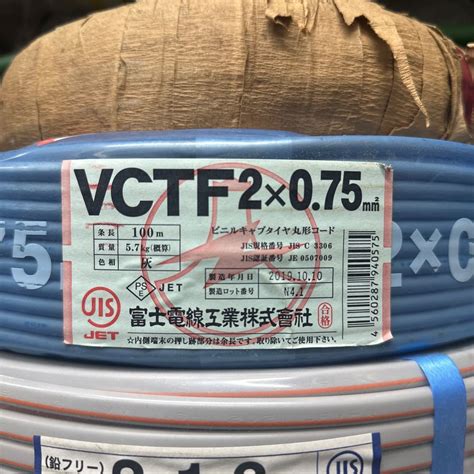 VCTF 2×0.75mm²
条長 100m
質量 5.7kg(概算)
色相 灰
ビニルキャブタイヤ丸形コード
JIS規格番号 JIS C 3306
JIS認証番号 JE 0507009
製造年月日 2019.10.10
製造ロット番号 N4.1
PS E JET
JIS
JET
富士電線工業株式會社
合格
☆内側端末の押し跡部分は余長です。取り除いてご使用下さい。
4560287940575
75
2×0
(鉛フリー)
JIS